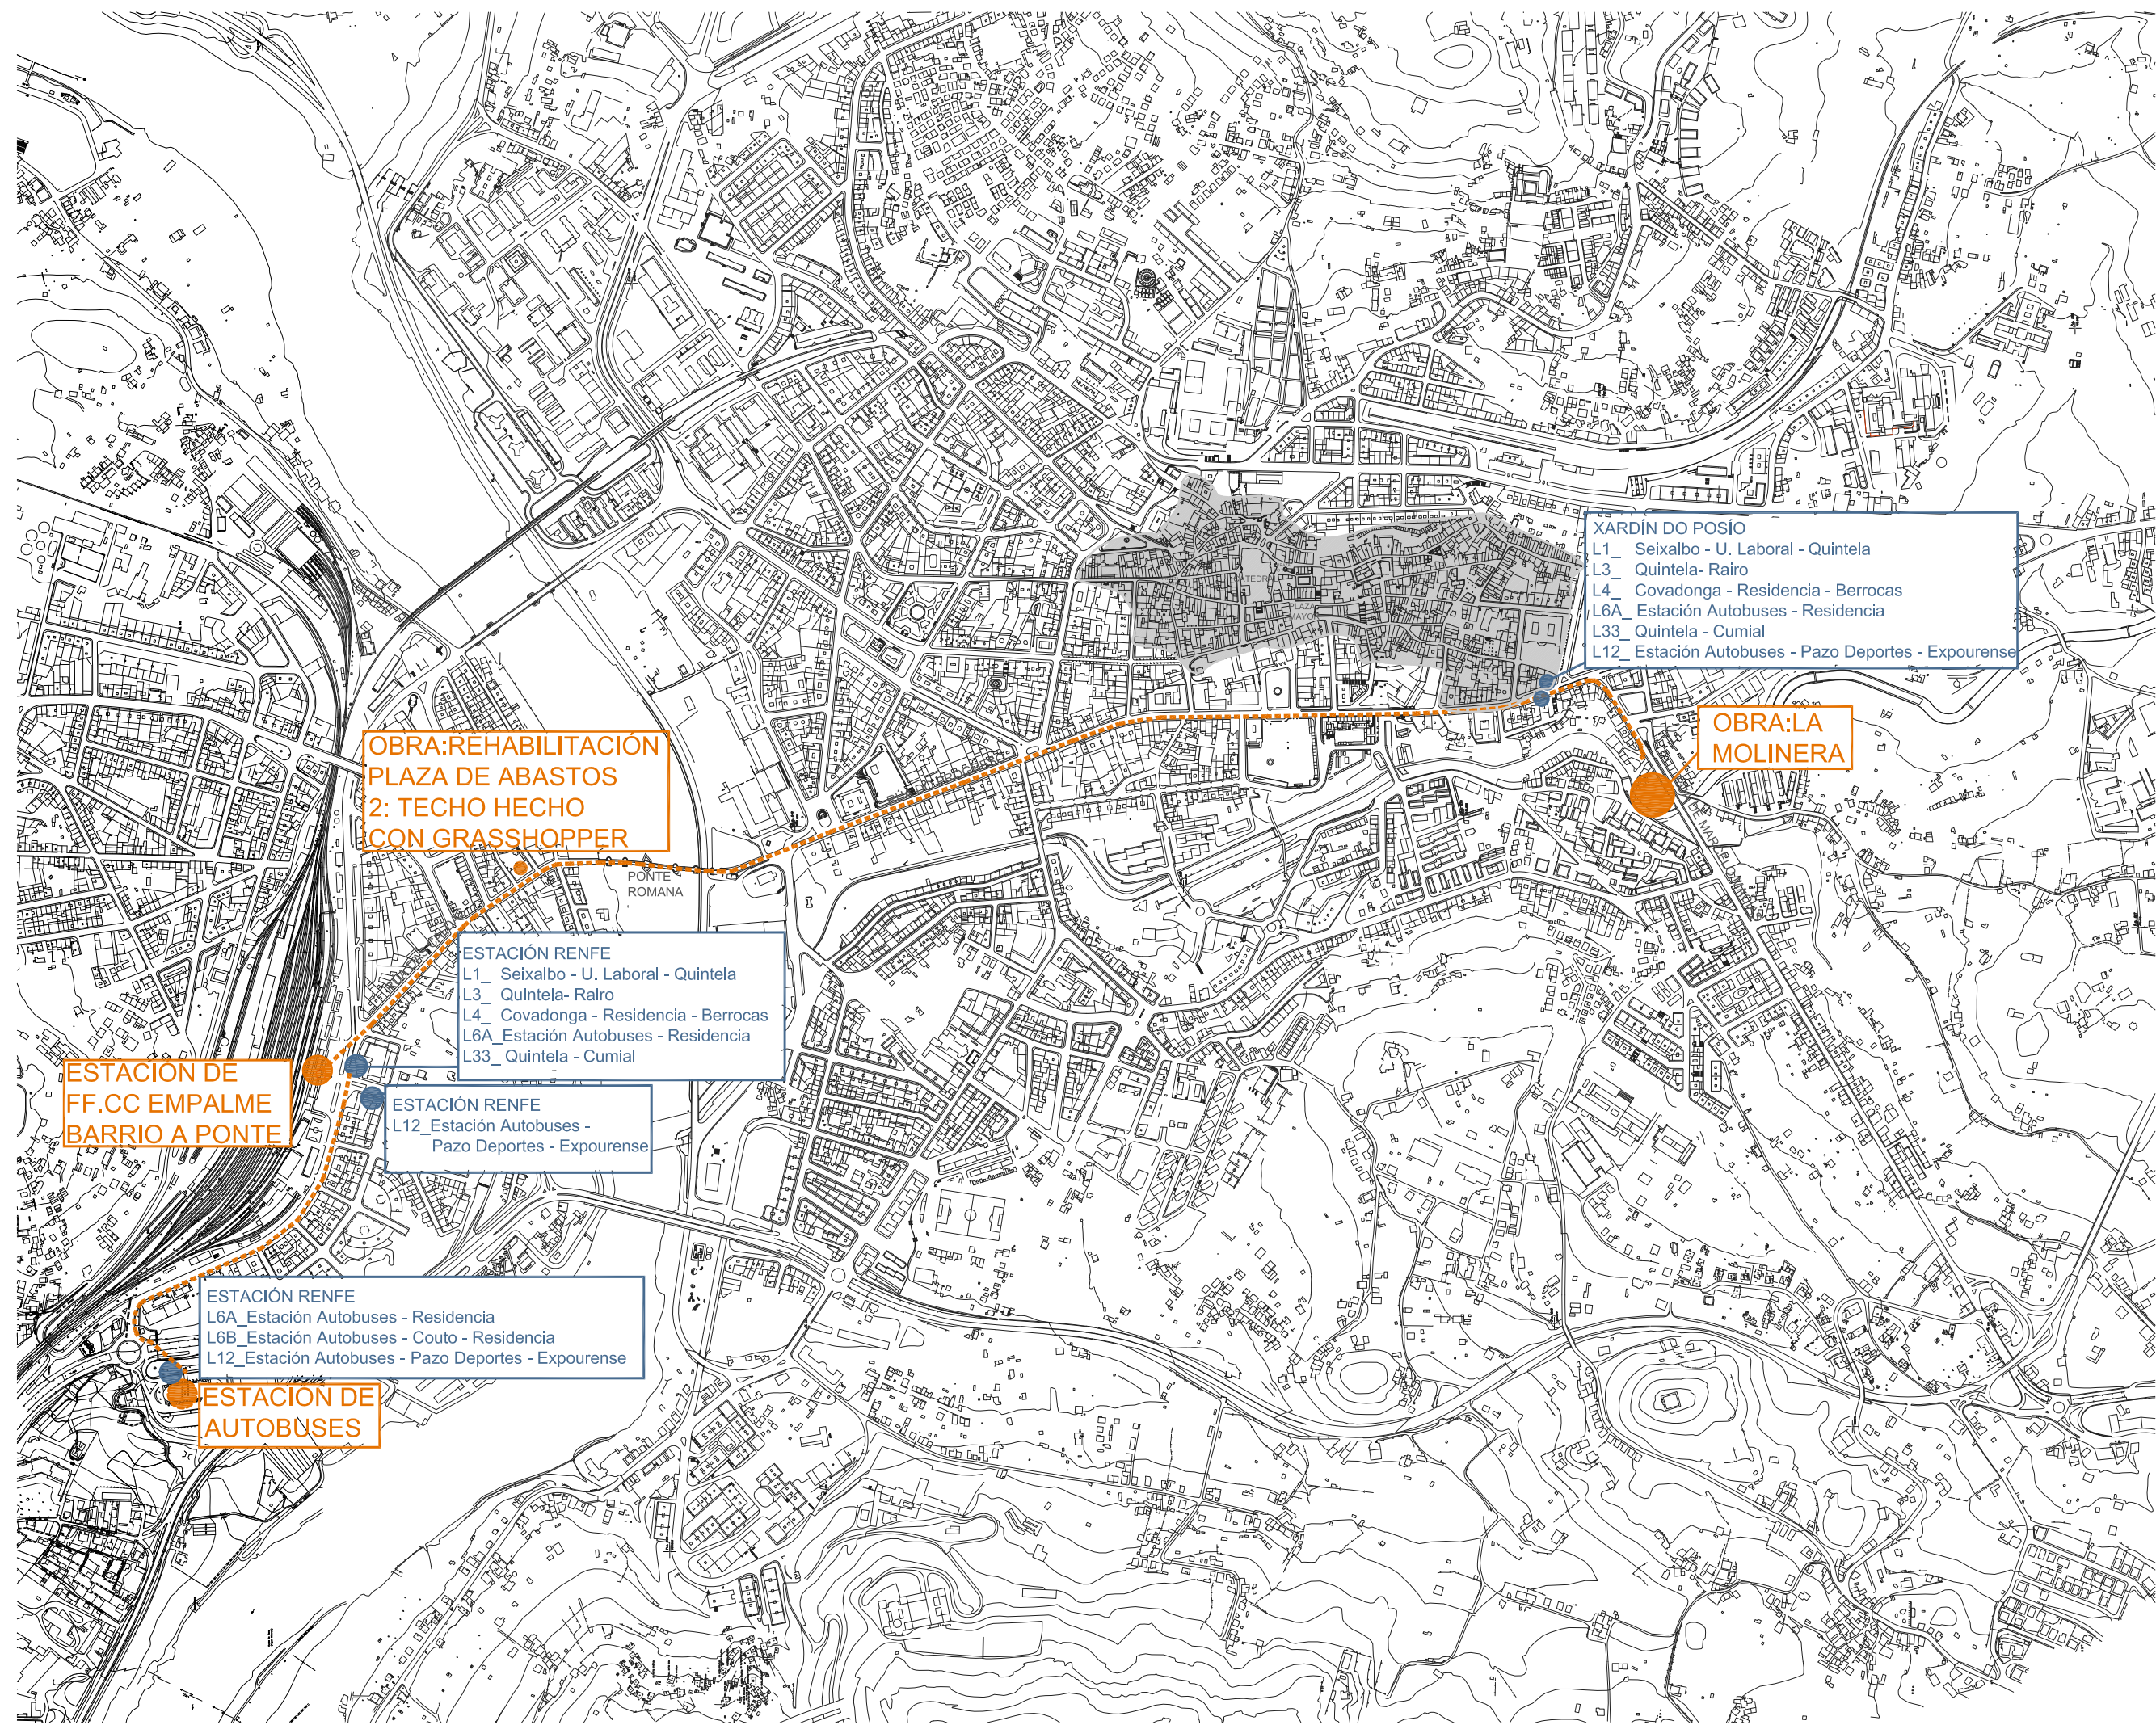 XARDÍN DO POSÍO
L1_ Seixalbo - U. Laboral - Quintela
L3_ Quintela- Rairo
L4_ Covadonga - Residencia - Berrocas
L6A_ Estación Autobuses - Residencia
L33_ Quintela - Cumial
L12_ Estación Autobuses - Pazo Deportes - Expourense
PLAZA
MAYOR
OBRA:LA
MOLINERA
OBRA:REHABILITACIÓN
PLAZA DE ABASTOS
2: TECHO HECHO
CON GRASSHOPPER
PONTE
ROMANA
ESTACIÓN RENFE
L1_ Seixalbo - U. Laboral - Quintela
L3_ Quintela- Rairo
L4_ Covadonga - Residencia - Berrocas
L6A_Estación Autobuses - Residencia
L33_ Quintela - Cumial
ESTACIÓN DE
FF.CC EMPALME
BARRIO A PONTE
ESTACIÓN RENFE
L12_Estación Autobuses -
Pazo Deportes - Expourense
ESTACIÓN RENFE
L6A_Estación Autobuses - Residencia
L6B_Estación Autobuses - Couto - Residencia
L12_Estación Autobuses - Pazo Deportes - Expourense
ESTACIÓN DE
AUTOBUSES